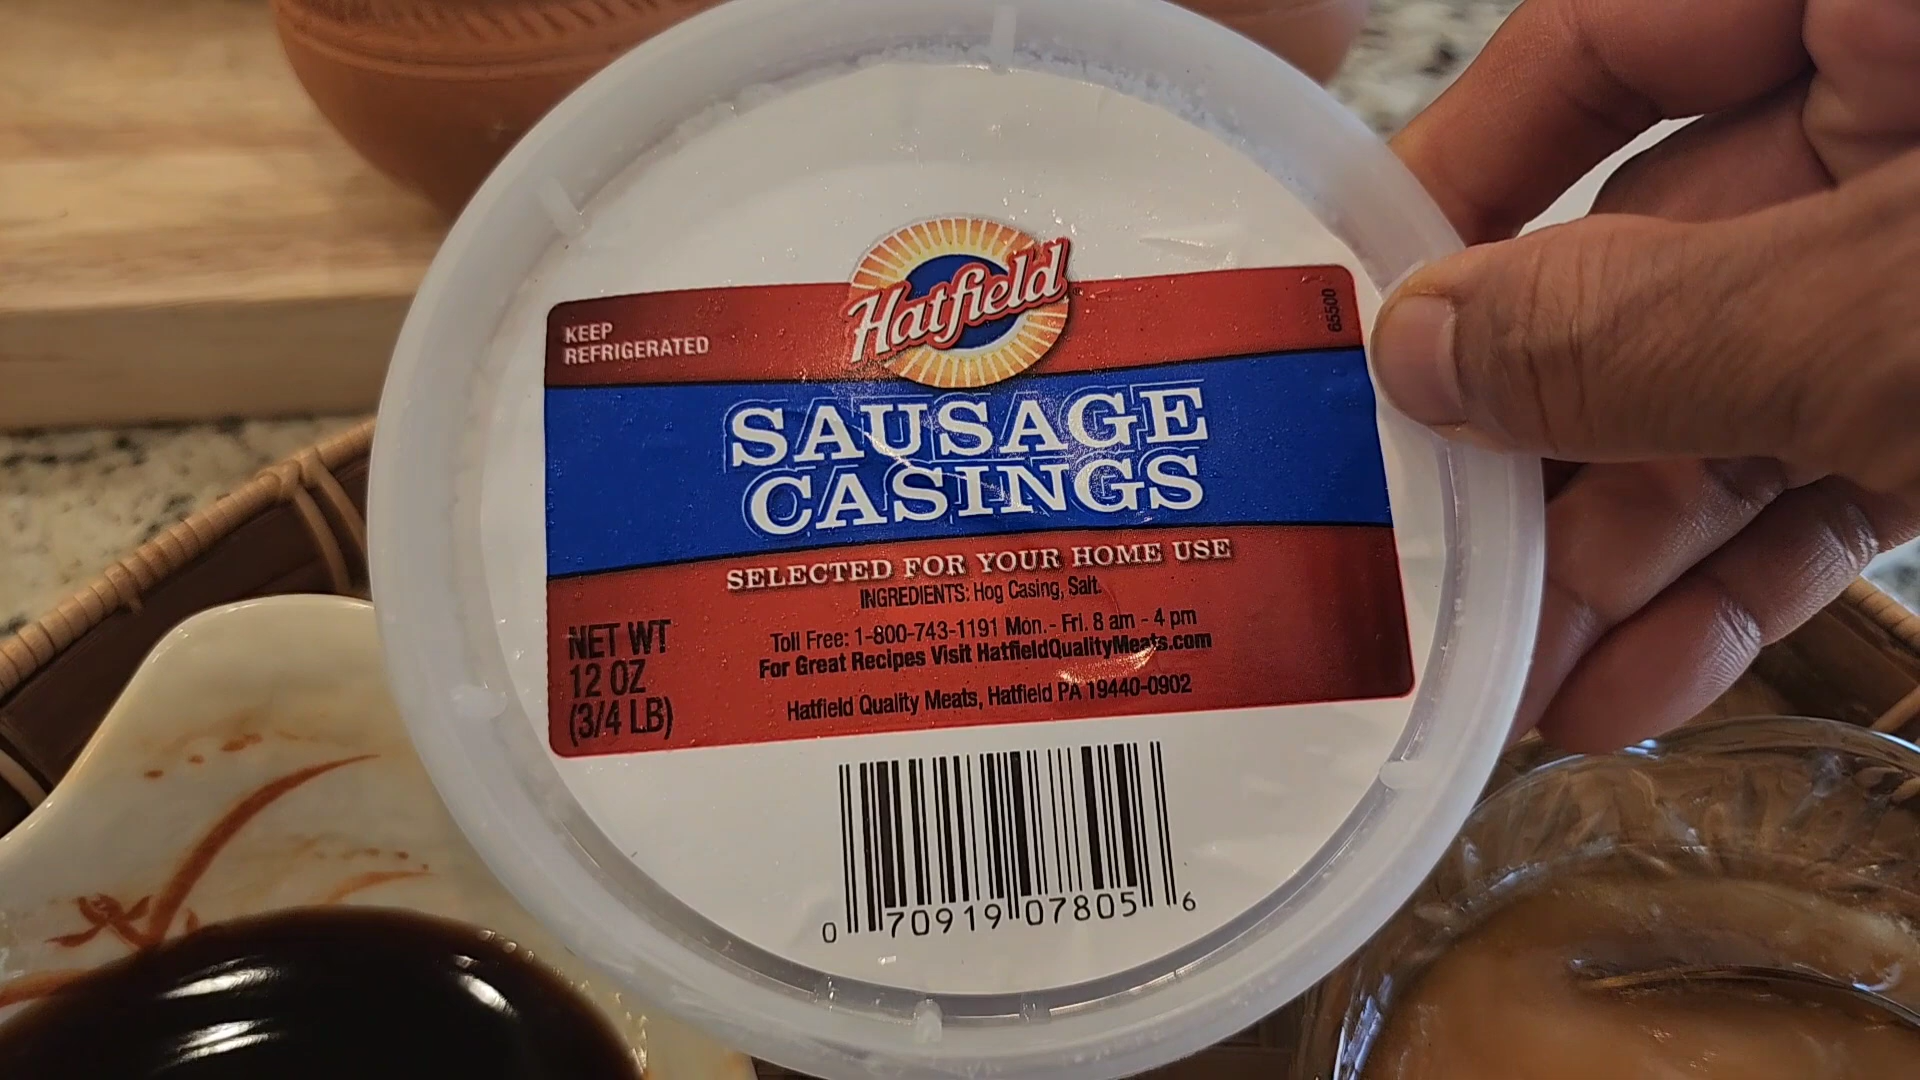 Hatfield
KEEP
REFRIGERATED
65500
SAUSAGE
CASINGS
SELECTED FOR YOUR HOME USE
INGREDIENTS: Hog Casing, Salt.
NET WT
12 OZ
(3/4 LB)
Toll Free: 1-800-743-1191 Mon. - Fri. 8 am - 4 pm
For Great Recipes Visit HatfieldQualityMeats.com
Hatfield Quality Meats, Hatfield PA 19440-0902
0 70919 07805 6